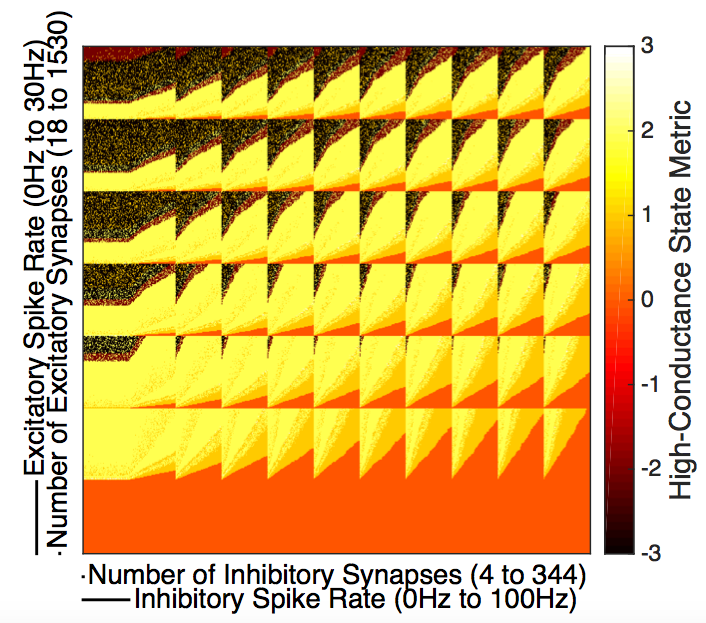 Excitatory Spike Rate (0Hz to 30Hz)
·Number of Excitatory Synapses (18 to 1530)
3
2
1
0
-1
-2
-3
High-Conductance State Metric
·Number of Inhibitory Synapses (4 to 344)
Inhibitory Spike Rate (0Hz to 100Hz)